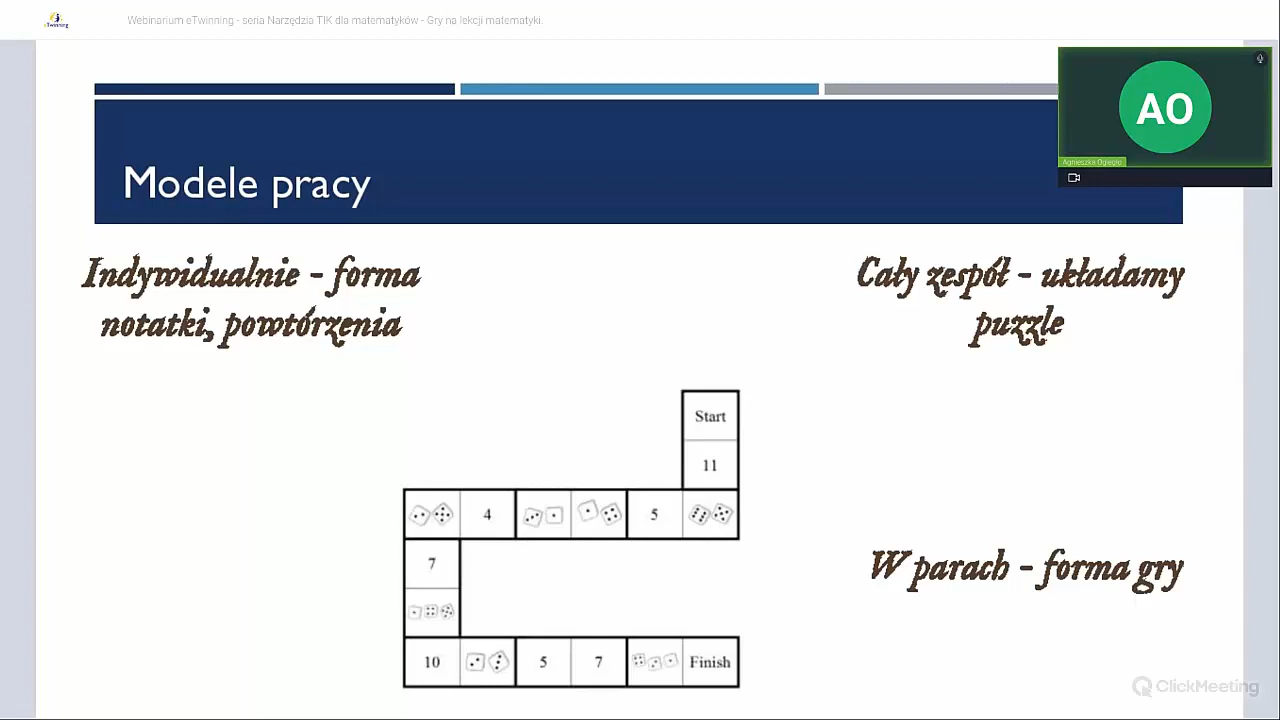 eTwinning
Webinarium eTwinning - seria Narzędzia TIK dla matematyków - Gry na lekcji matematyki.
AO
Agnieszka Ogiegło
Modele pracy
Indywidualnie - forma
notatki, powtórzenia
Cały zespół - układamy
puzzle
Start
11
4
5
7
W parach - forma gry
10
5
7
Finish
ClickMeeting